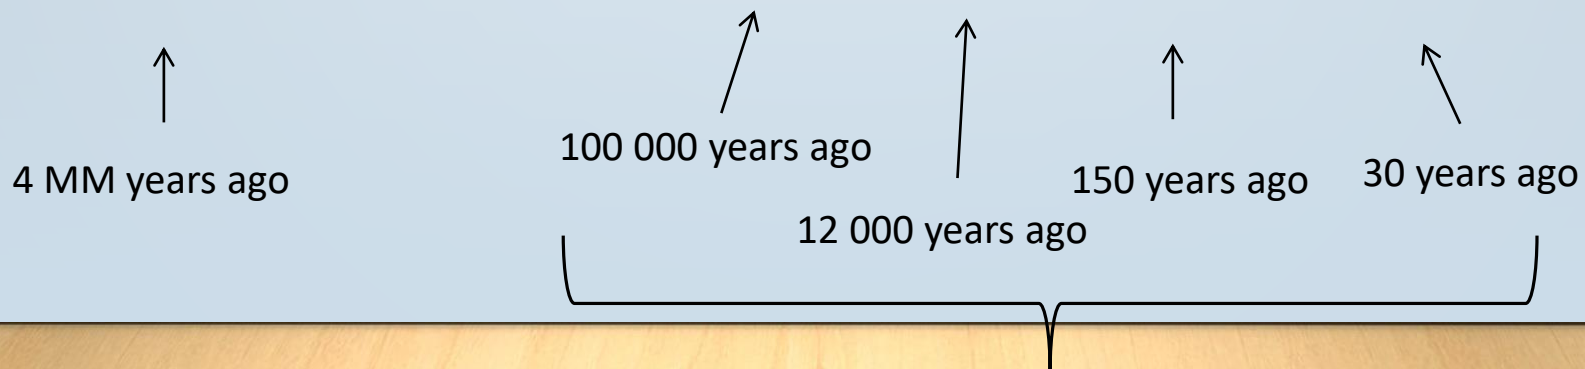 4 MM years ago
100 000 years ago
12 000 years ago
150 years ago
30 years ago